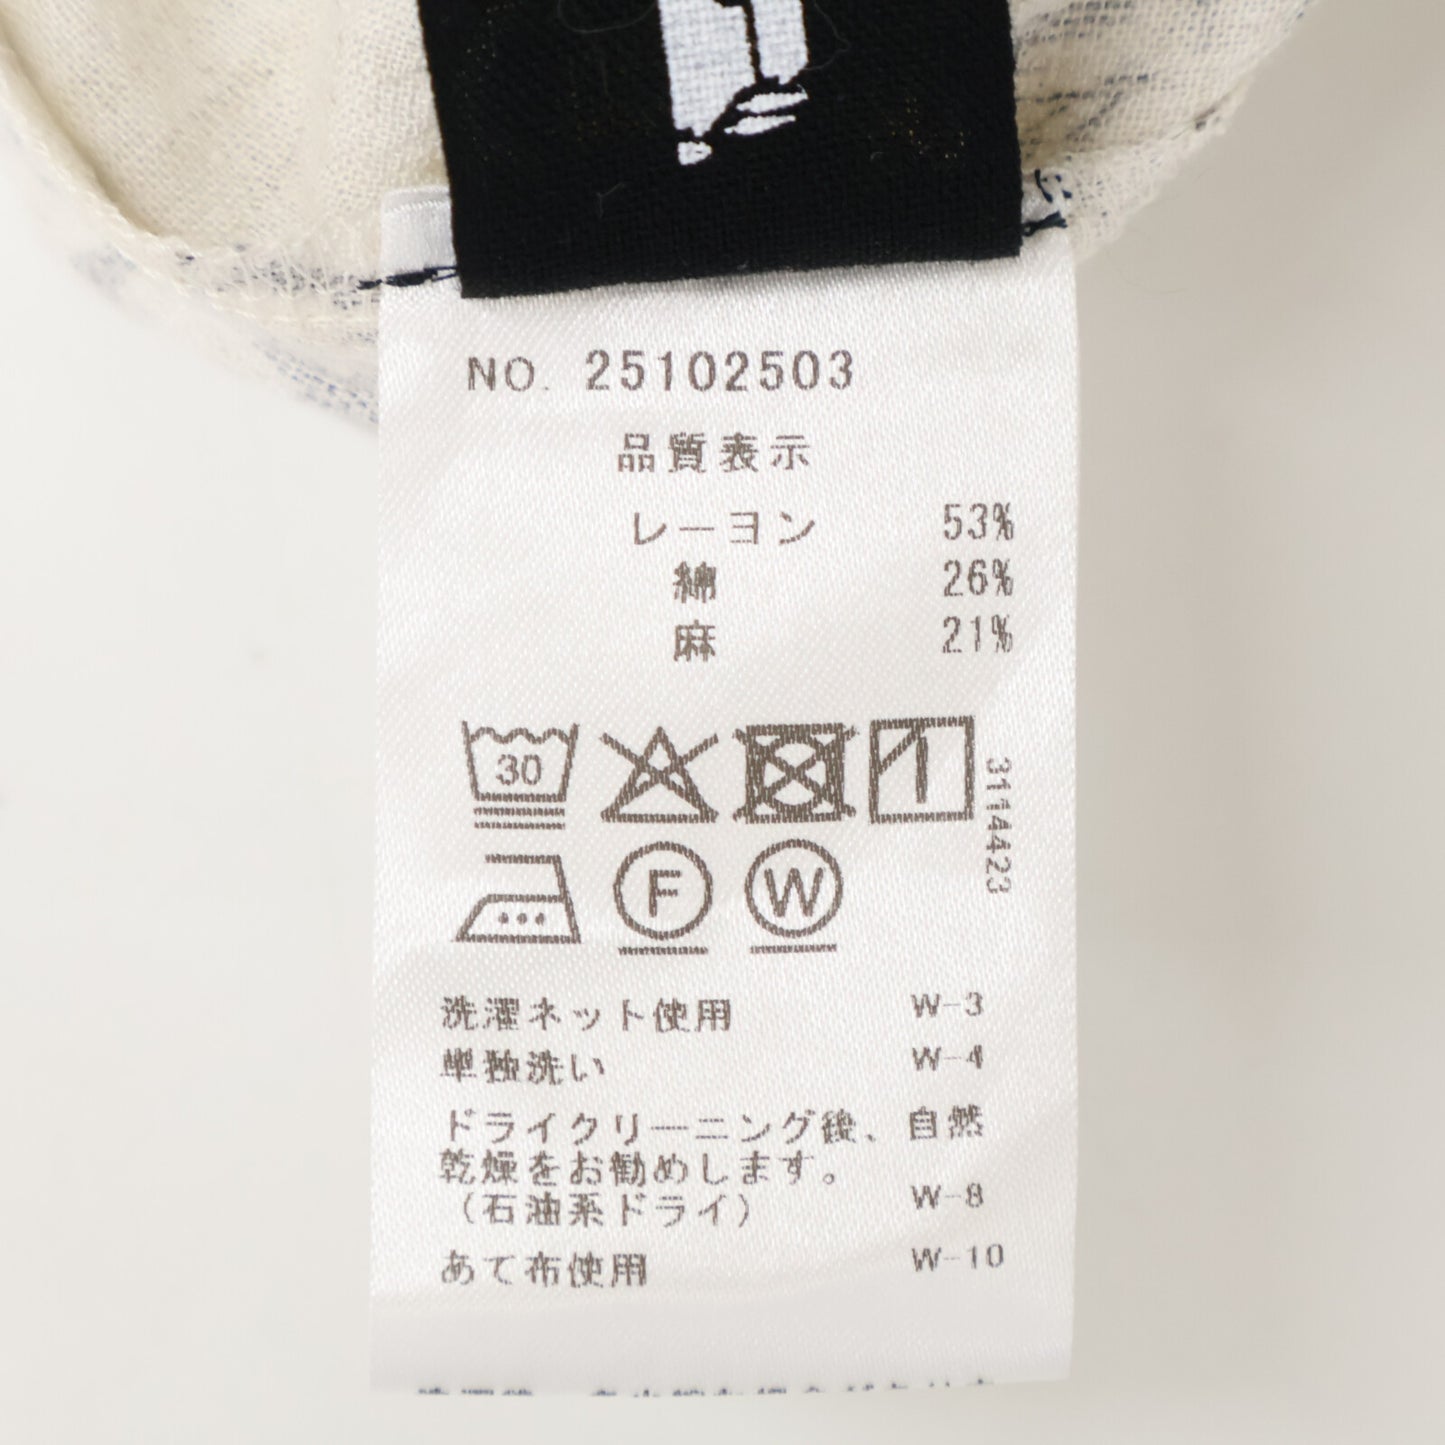 NO. 25102503
品質表示
レーヨン 53%
綿 26%
麻 21%
30
3114423
F W
洗濯ネット使用 W-3
単独洗い W-4
ドライクリーニング後、自然
乾燥をお勧めします。
(石油系ドライ) W-8
あて布使用 W-10